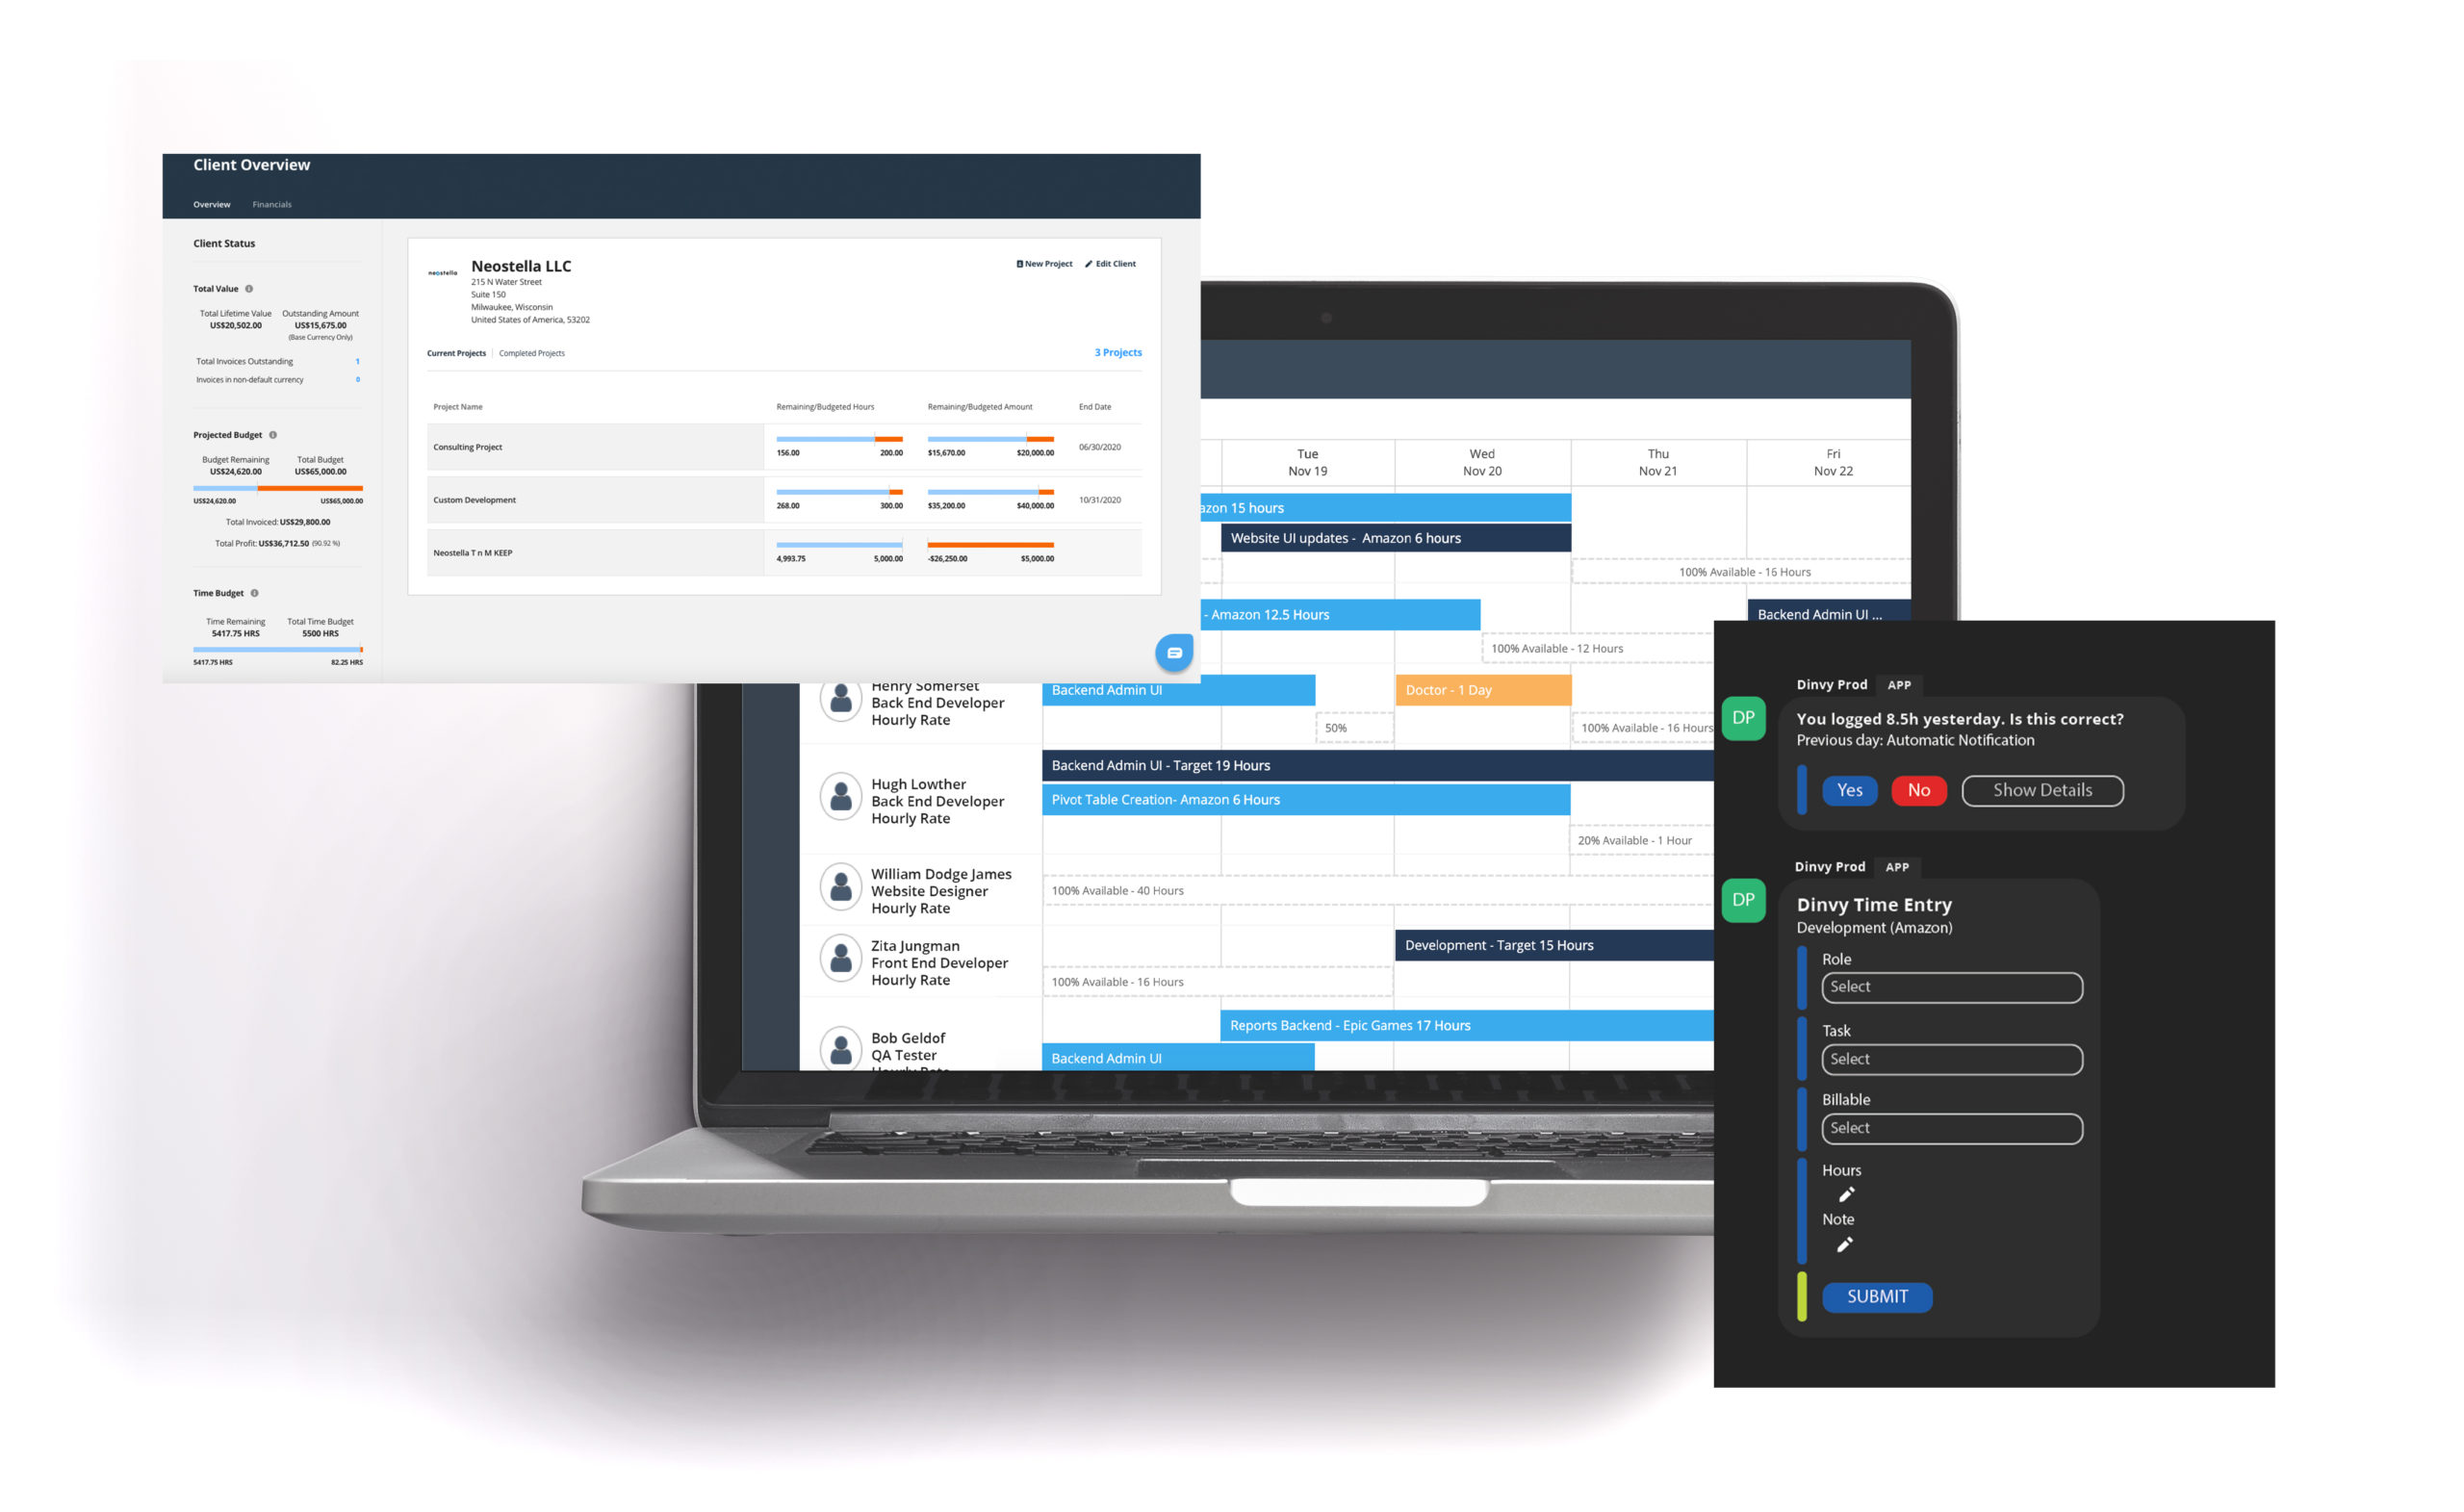 Client Overview
Overview Financials
Client Status
Total Value
Total Lifetime Value Outstanding Amount
US$20,502.00 US$15,675.00
(Base Currency Only)
Total Invoices Outstanding 1
Invoices in non-default currency 0
Projected Budget
Budget Remaining Total Budget
US$24,620.00 US$65,000.00
US$24,620.00 US$65,000.00
Total Invoiced: US$29,800.00
Total Profit: US$36,712.50 (90.92 %)
Time Budget
Time Remaining Total Time Budget
5417.75 HRS 5500 HRS
5417.75 HRS 82.25 HRS
neostella
Neostella LLC
215 N Water Street
Suite 150
Milwaukee, Wisconsin
United States of America, 53202
New Project Edit Client
Current Projects Completed Projects 3 Projects
Project Name Remaining/Budgeted Hours Remaining/Budgeted Amount End Date
Consulting Project 156.00 200.00 $15,670.00 $20,000.00 06/30/2020
Custom Development 268.00 300.00 $35,200.00 $40,000.00 10/31/2020
Neostella T n M KEEP 4,993.75 5,000.00 -$26,250.00 $5,000.00
Tue Wed Thu Fri
Nov 19 Nov 20 Nov 21 Nov 22
azon 15 hours
Website UI updates - Amazon 6 hours
100% Available - 16 Hours
- Amazon 12.5 Hours
Backend Admin UI ...
100% Available - 12 Hours
Henry Somerset
Back End Developer
Hourly Rate
Backend Admin UI
Doctor - 1 Day
50%
100% Available - 16 Hours
Hugh Lowther
Back End Developer
Hourly Rate
Backend Admin UI - Target 19 Hours
Pivot Table Creation- Amazon 6 Hours
20% Available - 1 Hour
William Dodge James
Website Designer
Hourly Rate
100% Available - 40 Hours
Zita Jungman
Front End Developer
Hourly Rate
Development - Target 15 Hours
100% Available - 16 Hours
Bob Geldof
QA Tester
Hourly Rate
Reports Backend - Epic Games 17 Hours
Backend Admin UI
Dinvy Prod APP
DP
You logged 8.5h yesterday. Is this correct?
Previous day: Automatic Notification
Yes No Show Details
Dinvy Prod APP
DP
Dinvy Time Entry
Development (Amazon)
Role
Select
Task
Select
Billable
Select
Hours
Note
SUBMIT